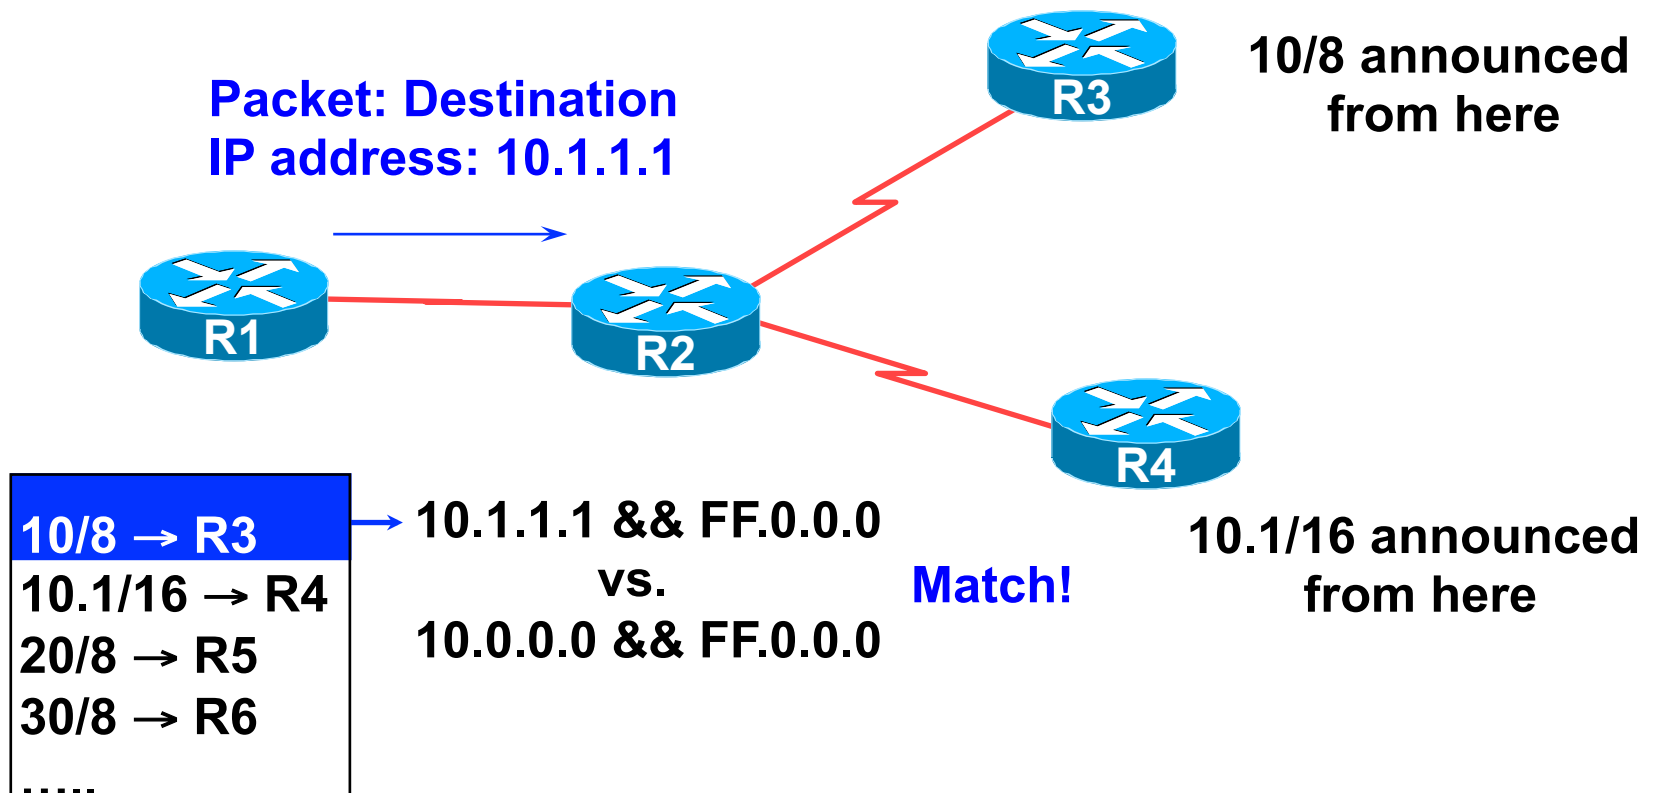 Packet: Destination
IP address: 10.1.1.1
R3
10/8 announced
from here
R1
R2
R4
10.1/16 announced
from here
10/8 → R3
10.1/16 → R4
20/8 → R5
30/8 → R6
.....
10.1.1.1 && FF.0.0.0
vs.
10.0.0.0 && FF.0.0.0
Match!